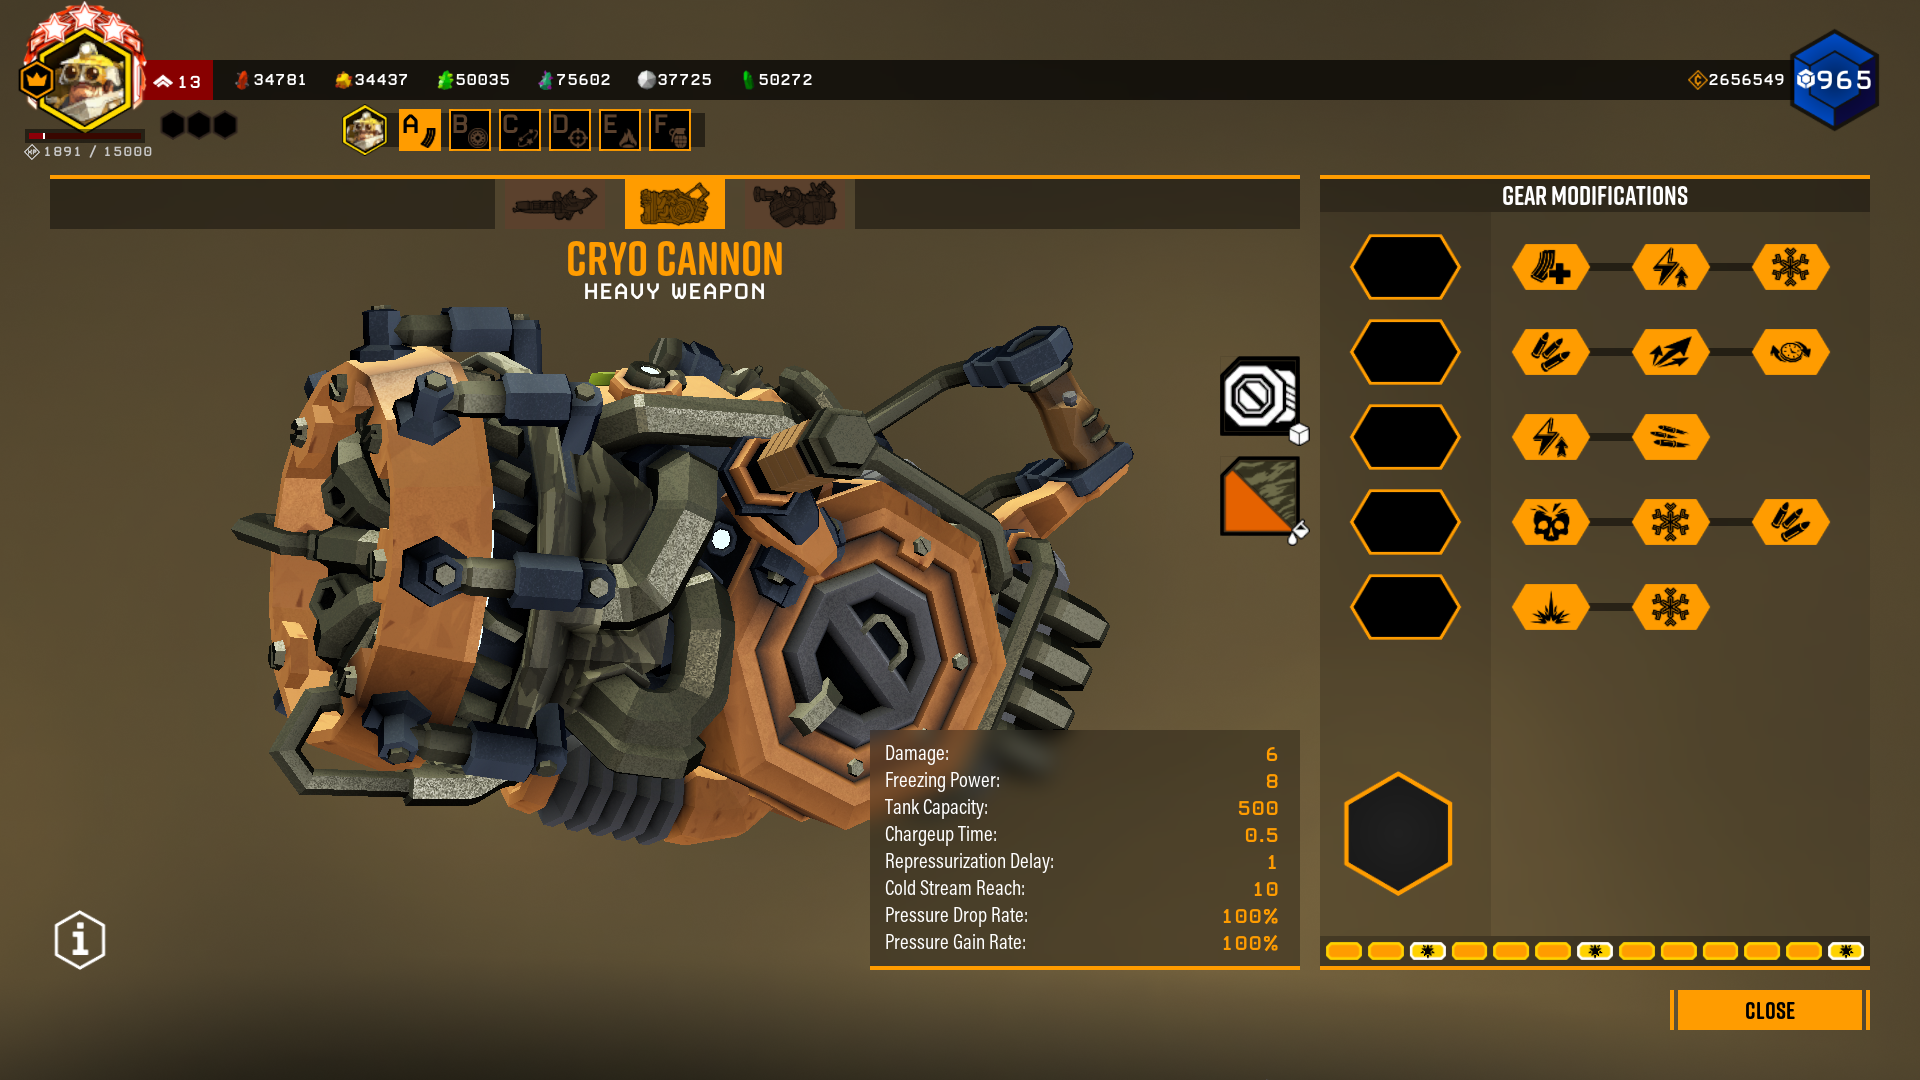 13
34781 34437 50035 75602 37725 50272
2656549
965
1891 / 15000
A B C D E F
GEAR MODIFICATIONS
CRYO CANNON
HEAVY WEAPON
Damage: 6
Freezing Power: 8
Tank Capacity: 500
Chargeup Time: 0.5
Repressurization Delay: 1
Cold Stream Reach: 10
Pressure Drop Rate: 100%
Pressure Gain Rate: 100%
CLOSE